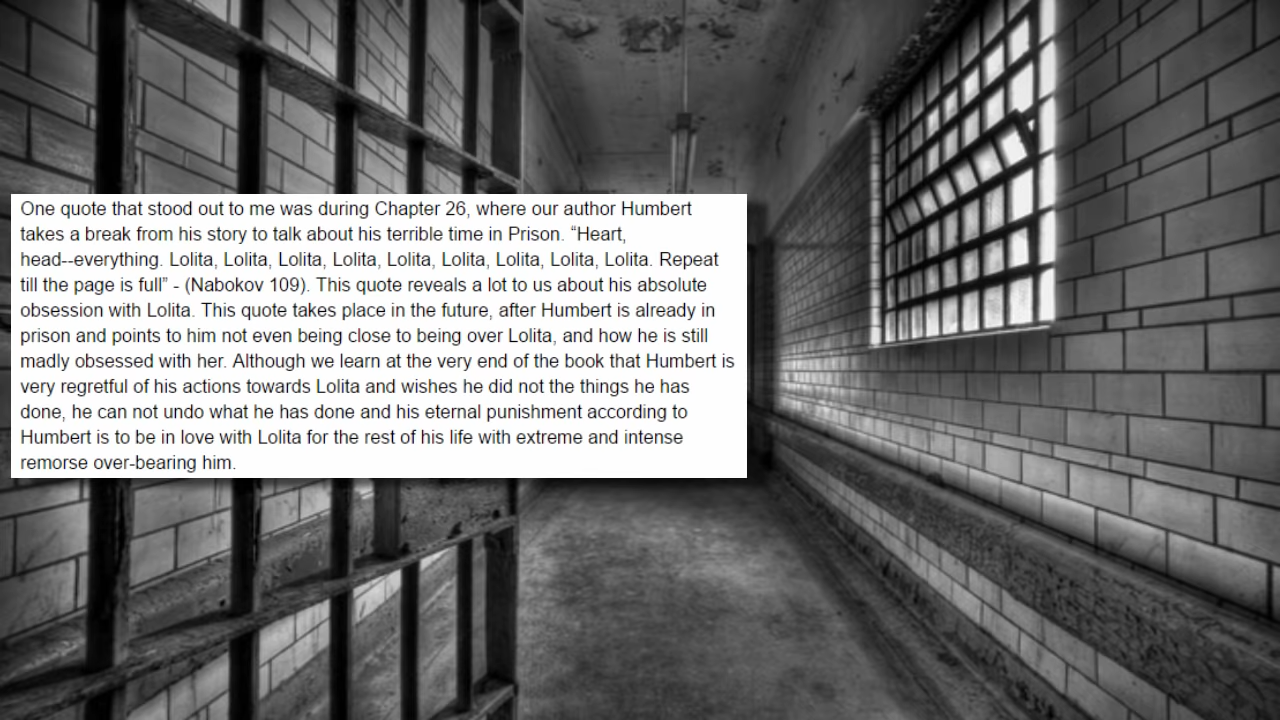 One quote that stood out to me was during Chapter 26, where our author Humbert
takes a break from his story to talk about his terrible time in Prison. “Heart,
head--everything. Lolita, Lolita, Lolita, Lolita, Lolita, Lolita, Lolita, Lolita, Lolita. Repeat
till the page is full” - (Nabokov 109). This quote reveals a lot to us about his absolute
obsession with Lolita. This quote takes place in the future, after Humbert is already in
prison and points to him not even being close to being over Lolita, and how he is still
madly obsessed with her. Although we learn at the very end of the book that Humbert is
very regretful of his actions towards Lolita and wishes he did not the things he has
done, he can not undo what he has done and his eternal punishment according to
Humbert is to be in love with Lolita for the rest of his life with extreme and intense
remorse over-bearing him.